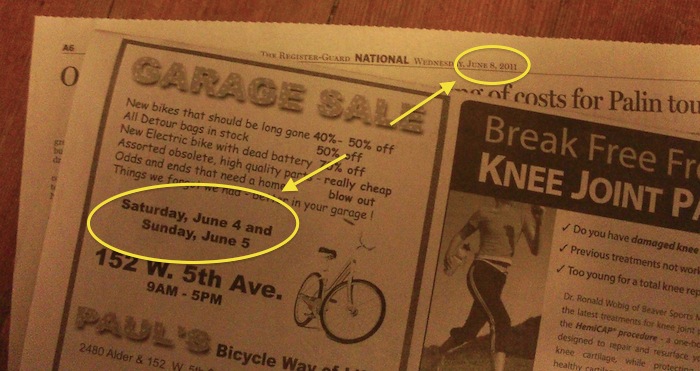 A6
THE REGISTER-GUARD NATIONAL WEDNESDAY, JUNE 8, 2011
O
of costs for Palin tou
GARAGE SALE
New bikes that should be long gone 40%- 50% off
All Detour bags in stock 50% off
New Electric bike with dead battery off
Assorted obsolete, high quality parts - really cheap
Odds and ends that need a home blow out
Things we forgot we had - better in your garage !
Saturday, June 4 and
Sunday, June 5
152 W. 5th Ave.
9AM - 5PM
PAUL'S Bicycle Way of
2480 Alder & 152 W. 5th
Break Free Fr
KNEE JOINT PA
✓ Do you have damaged knee
✓ Previous treatments not wor
✓ Too young for a total knee rep
Dr. Ronald Wobig of Beaver Sports M
the latest treatments for knee joint
the HemiCAP® procedure - a one-
designed to repair and resurface
knee cartilage, while protec
healthy cartil